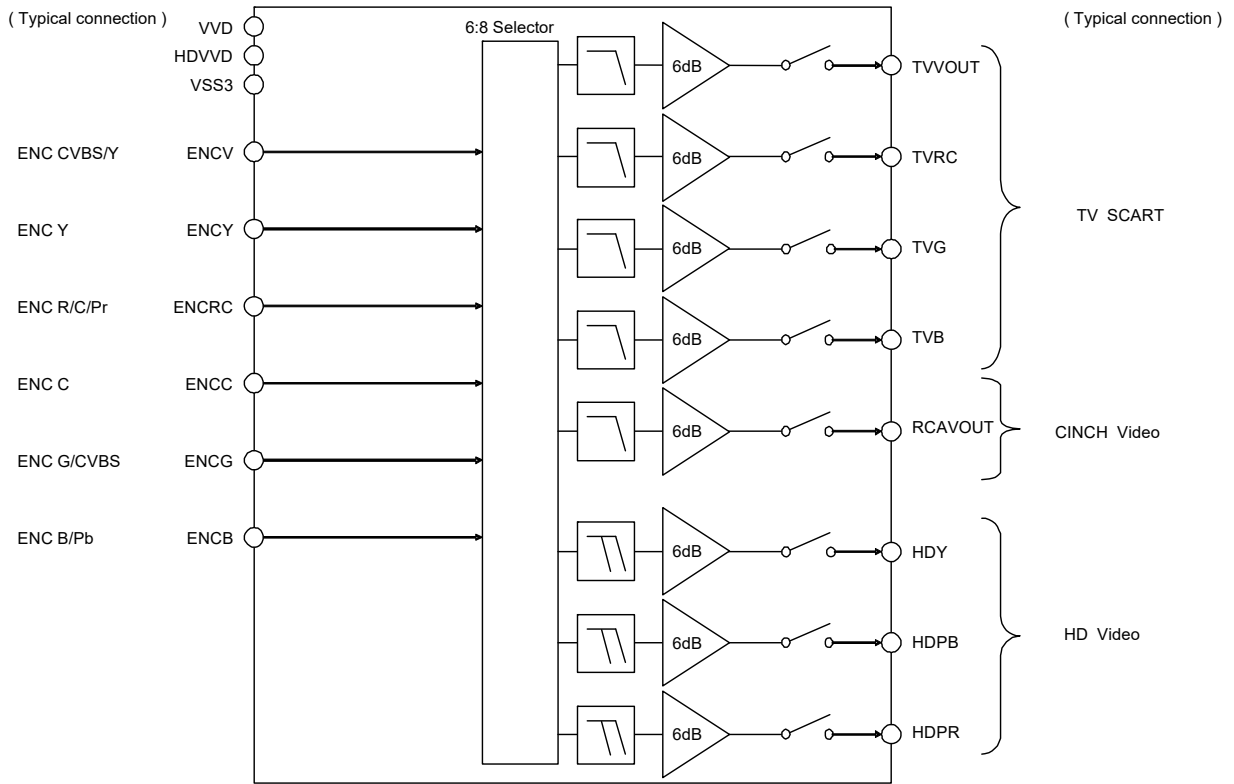 ( Typical connection )
( Typical connection )
VVD
HDVVD
VSS3
6:8 Selector
6dB
TVVOUT
ENC CVBS/Y
ENCV
6dB
TVRC
TV SCART
ENC Y
ENCY
6dB
TVG
ENC R/C/Pr
ENCRC
6dB
TVB
ENC C
ENCC
6dB
RCAVOUT
CINCH Video
ENC G/CVBS
ENCG
ENC B/Pb
ENCB
6dB
HDY
6dB
HDPB
HD Video
6dB
HDPR